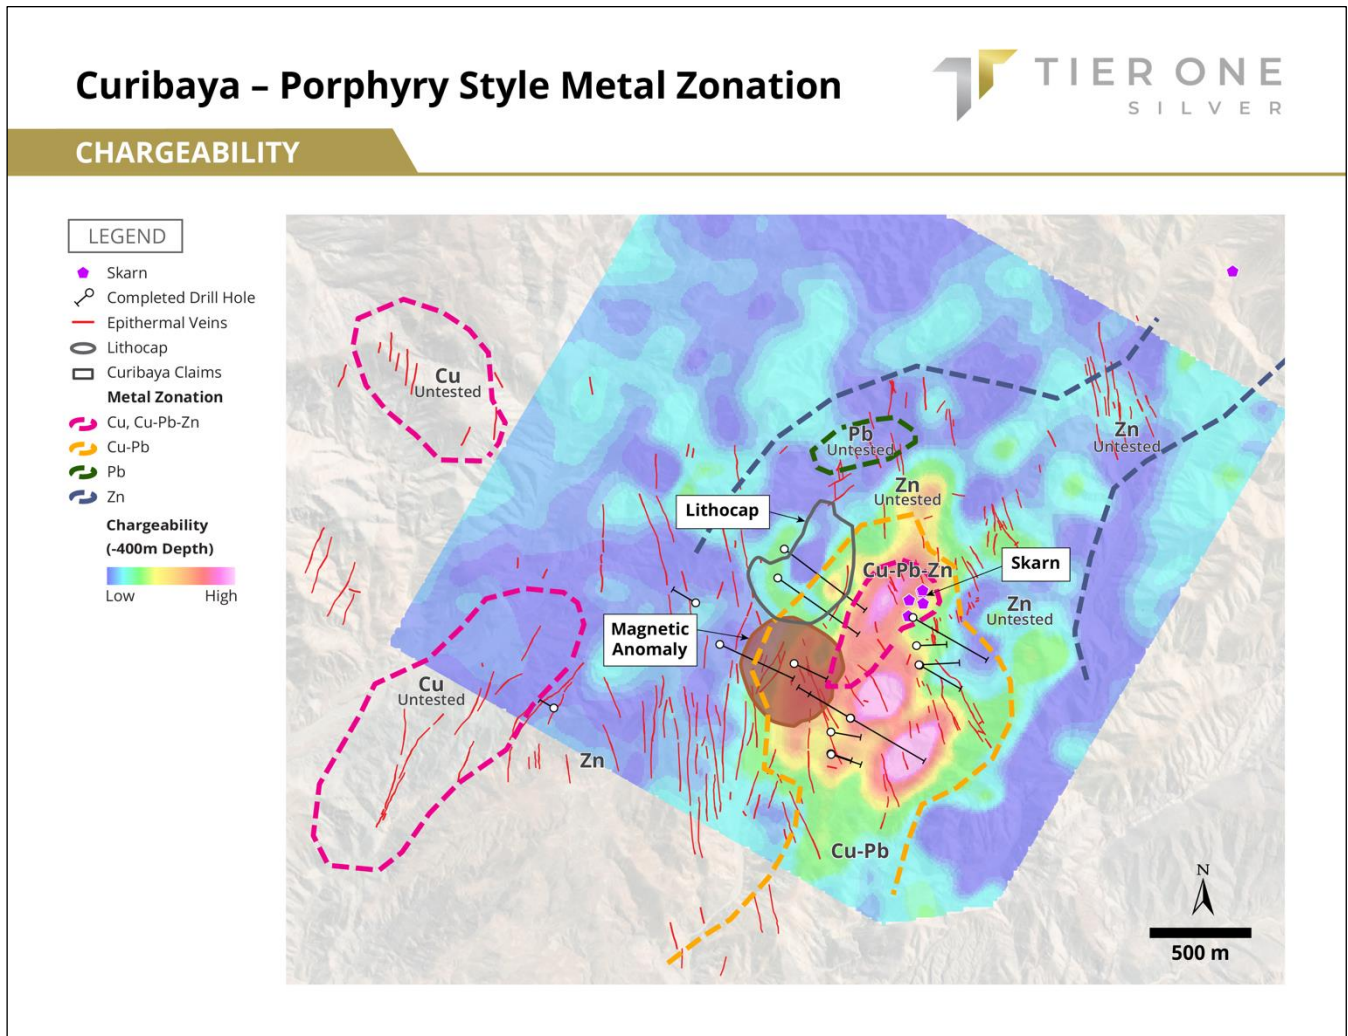 Curibaya – Porphyry Style Metal Zonation
TIER ONE
SILVER
CHARGEABILITY
LEGEND
Skarn
Completed Drill Hole
Epithermal Veins
Lithocap
Curibaya Claims
Metal Zonation
Cu, Cu-Pb-Zn
Cu-Pb
Pb
Zn
Chargeability
(-400m Depth)
Low High
Cu
Untested
Pb
Untested
Zn
Untested
Zn
Untested
Lithocap
Cu-Pb-Zn
Skarn
Zn
Untested
Magnetic
Anomaly
Cu
Untested
Zn
Cu-Pb
N
500 m